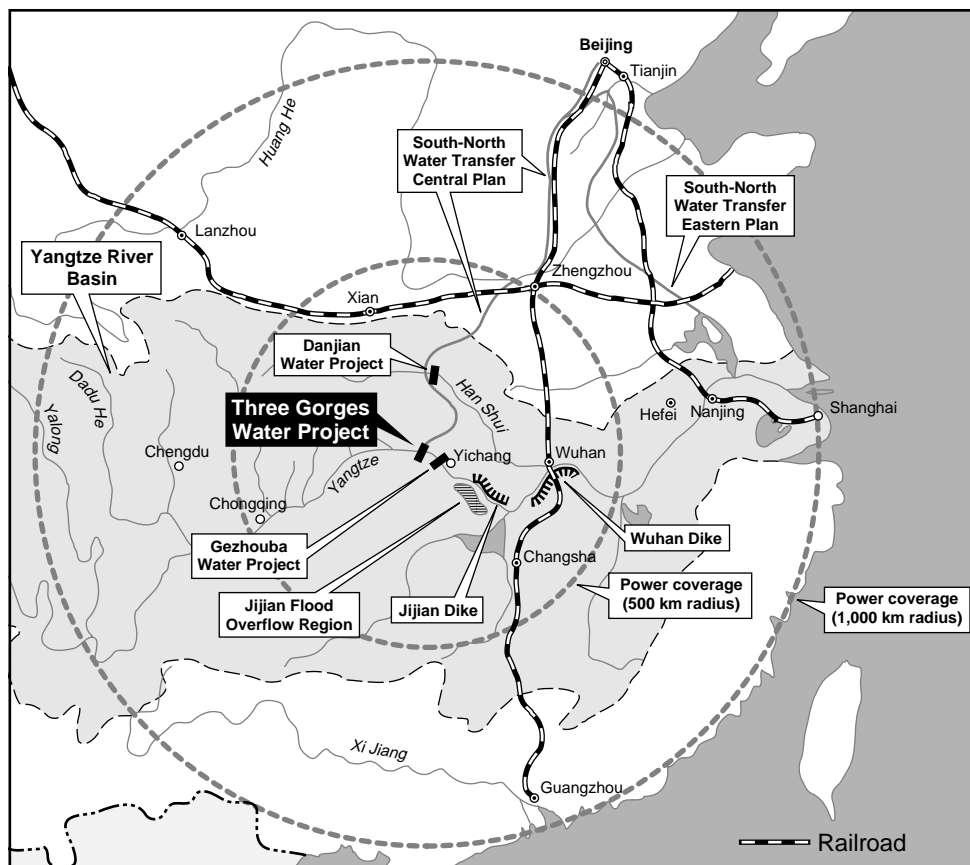 Beijing
Tianjin
Huang He
South-North
Water Transfer
Central Plan
South-North
Water Transfer
Eastern Plan
Lanzhou
Yangtze River
Basin
Zhengzhou
Xian
Danjian
Water Project
Dadu He
Yalong
Han Shui
Three Gorges
Water Project
Hefei
Nanjing
Shanghai
Chengdu
Yichang
Wuhan
Yangtze
Chongqing
Gezhouba
Water Project
Wuhan Dike
Changsha
Jijian Flood
Overflow Region
Jijian Dike
Power coverage
(500 km radius)
Power coverage
(1,000 km radius)
Xi Jiang
Guangzhou
Railroad